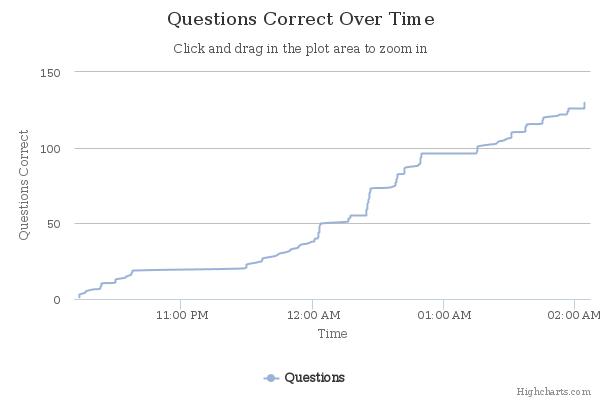 Questions Correct Over Time
Click and drag in the plot area to zoom in
Questions Correct
150
100
50
0
11:00 PM 12:00 AM 01:00 AM 02:00 AM
Time
Questions
Highcharts.com